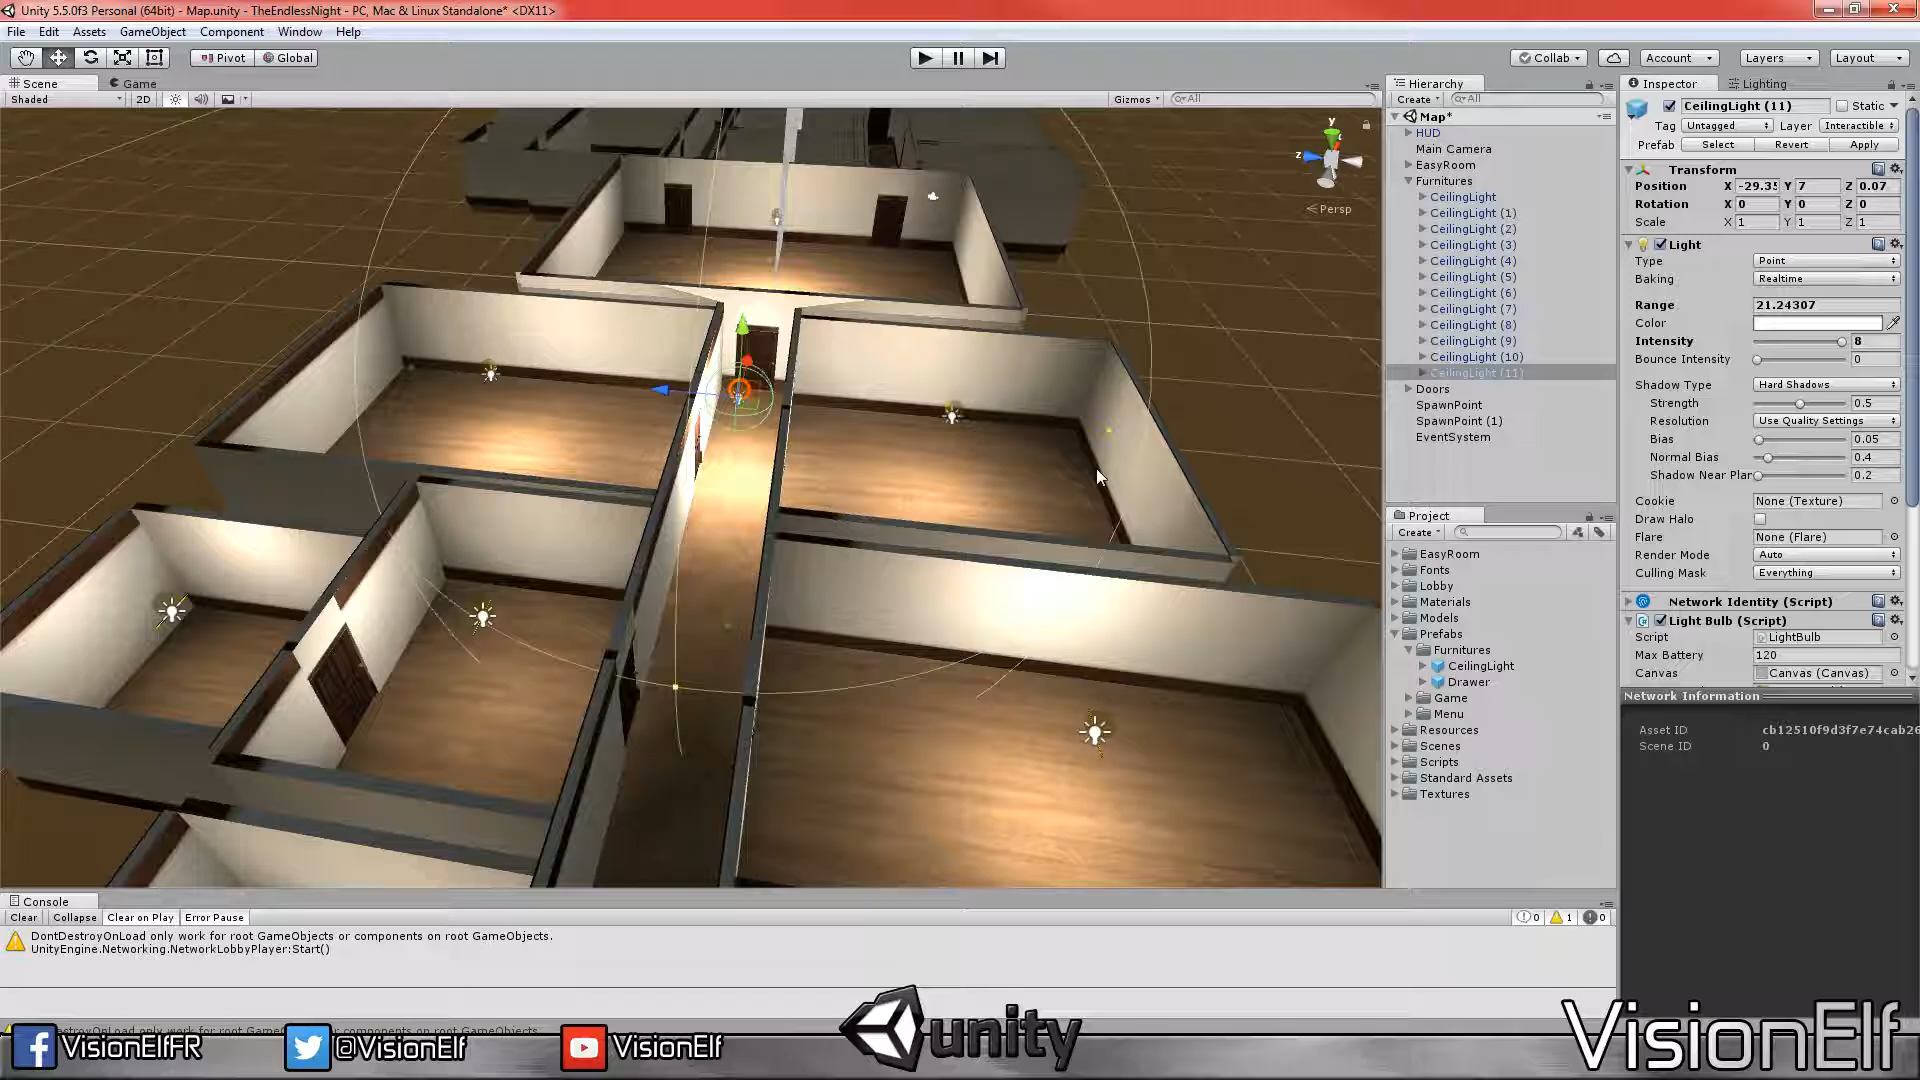 Unity 5.5.0f3 Personal (64bit) - Map.unity - TheEndlessNight - PC, Mac & Linux Standalone* <DX11>
File Edit Assets GameObject Component Window Help
Pivot Global Collab Account Layers Layout
Scene Game
Shaded 2D Gizmos All
y
z
Persp
Hierarchy
Create All
Map*
HUD
Main Camera
EasyRoom
Furnitures
CeilingLight
CeilingLight (1)
CeilingLight (2)
CeilingLight (3)
CeilingLight (4)
CeilingLight (5)
CeilingLight (6)
CeilingLight (7)
CeilingLight (8)
CeilingLight (9)
CeilingLight (10)
CeilingLight (11)
Doors
SpawnPoint
SpawnPoint (1)
EventSystem
Project
Create
EasyRoom
Fonts
Lobby
Materials
Models
Prefabs
Furnitures
CeilingLight
Drawer
Game
Menu
Resources
Scenes
Scripts
Standard Assets
Textures
Inspector Lighting
CeilingLight (11) Static
Tag Untagged Layer Interactible
Prefab Select Revert Apply
Transform
Position X -29.35 Y 7 Z 0.07
Rotation X 0 Y 0 Z 0
Scale X 1 Y 1 Z 1
Light
Type Point
Baking Realtime
Range 21.24307
Color
Intensity 8
Bounce Intensity 0
Shadow Type Hard Shadows
Strength 0.5
Resolution Use Quality Settings
Bias 0.05
Normal Bias 0.4
Shadow Near Plar 0.2
Cookie None (Texture)
Draw Halo
Flare None (Flare)
Render Mode Auto
Culling Mask Everything
Network Identity (Script)
Light Bulb (Script)
Script LightBulb
Max Battery 120
Canvas Canvas (Canvas)
Network Information
Asset ID cb12510f9d3f7e74cab26
Scene ID 0
Console
Clear Collapse Clear on Play Error Pause 0 1 0
DontDestroyOnLoad only work for root GameObjects or components on root GameObjects.
UnityEngine.Networking.NetworkLobbyPlayer:Start()
VisionElfFR @VisionElf VisionElf unity VisionElf